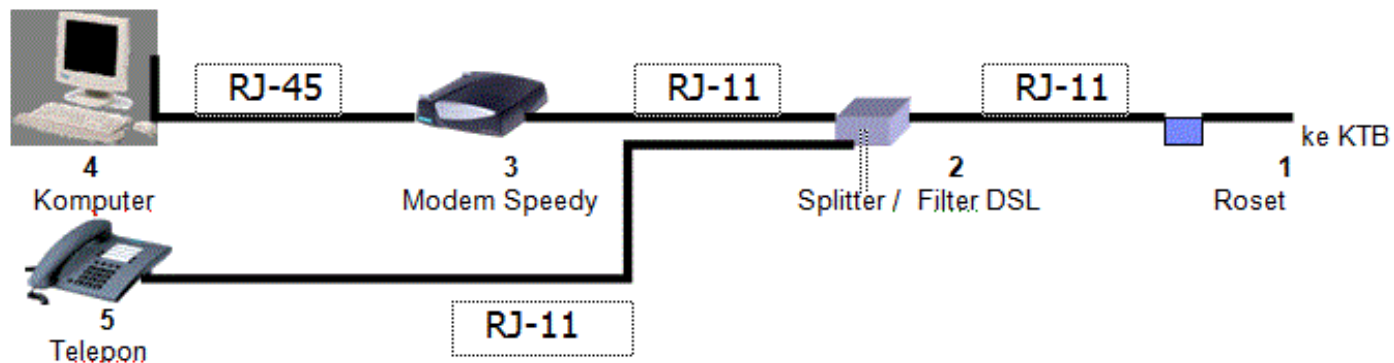 RJ-45
RJ-11
RJ-11
ke KTB
4
3
2
1
Komputer
Modem Speedy
Splitter / Filter DSL
Roset
5
Telepon
RJ-11